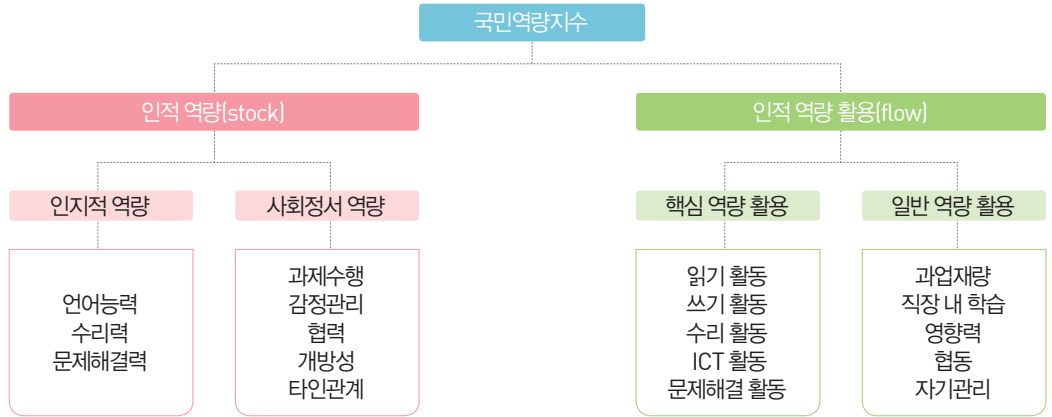 국민역량지수
인적 역량(stock)
인적 역량 활용(flow)
인지적 역량
사회정서 역량
핵심 역량 활용
일반 역량 활용
언어능력
수리력
문제해결력
과제수행
감정관리
협력
개방성
타인관계
읽기 활동
쓰기 활동
수리 활동
ICT 활동
문제해결 활동
과업재량
직장 내 학습
영향력
협동
자기관리